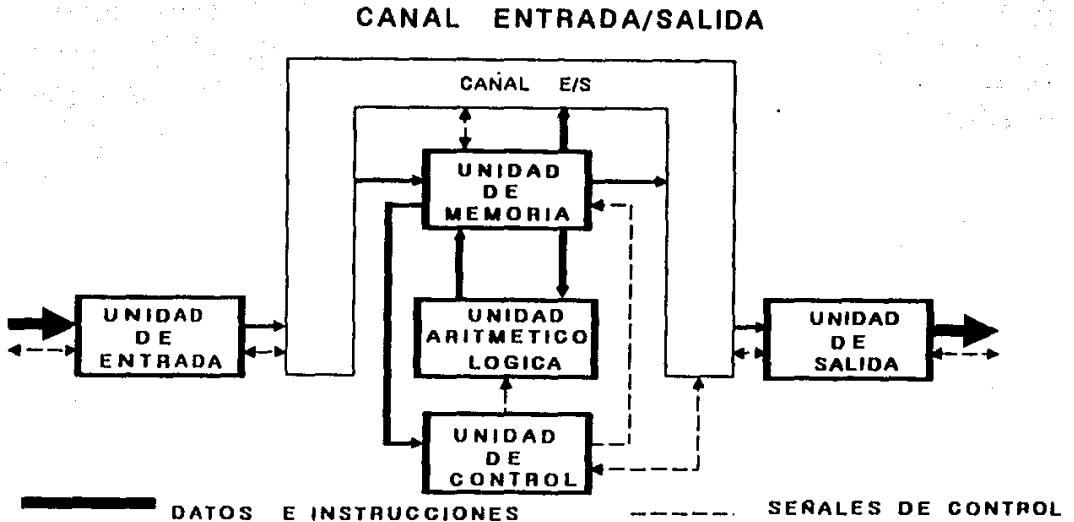 CANAL ENTRADA/SALIDA
CANAL E/S
UNIDAD
DE
MEMORIA
UNIDAD
DE
ENTRADA
UNIDAD
ARITMETICO
LOGICA
UNIDAD
DE
SALIDA
UNIDAD
DE
CONTROL
DATOS E INSTRUCCIONES
SEÑALES DE CONTROL